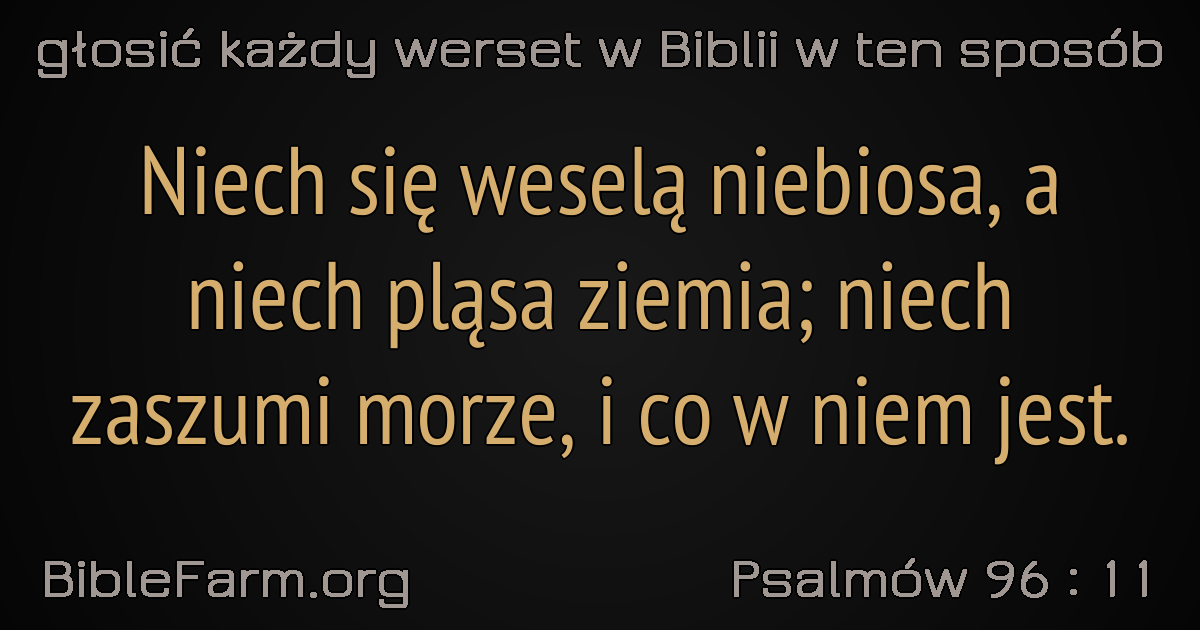 głosić każdy werset w Biblii w ten sposób
Niech się weselą niebiosa, a
niech pląsa ziemia; niech
zaszumi morze, i co w niem jest.
BibleFarm.org
Psalmów 96 : 11